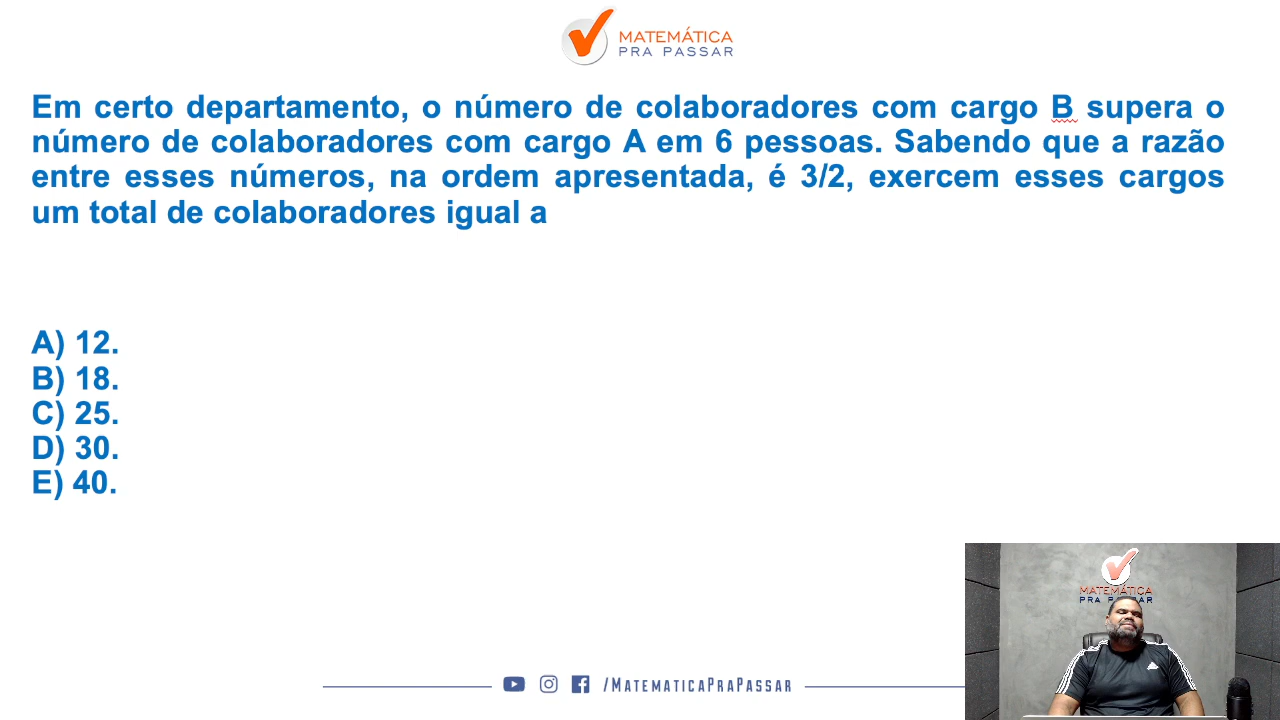 MATEMÁTICA
PRA PASSAR
Em certo departamento, o número de colaboradores com cargo B supera o
número de colaboradores com cargo A em 6 pessoas. Sabendo que a razão
entre esses números, na ordem apresentada, é 3/2, exercem esses cargos
um total de colaboradores igual a
A) 12.
B) 18.
C) 25.
D) 30.
E) 40.
MATEMÁTICA
PRA PASSAR
/MATEMATICAPRAPASSAR